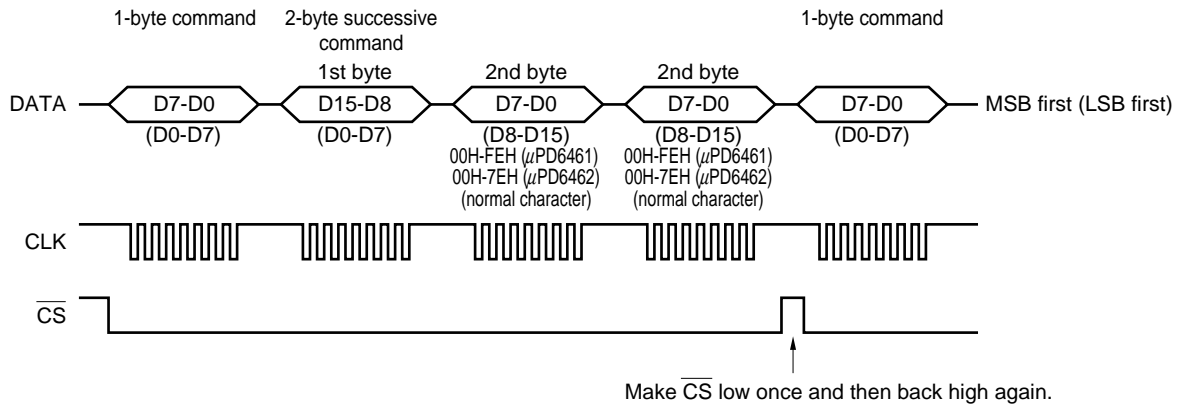 1-byte command 2-byte successive 1-byte command
command
1st byte 2nd byte 2nd byte
DATA D7-D0 D15-D8 D7-D0 D7-D0 D7-D0 MSB first (LSB first)
(D0-D7) (D0-D7) (D8-D15) (D8-D15) (D0-D7)
00H-FEH (μPD6461) 00H-FEH (μPD6461)
00H-7EH (μPD6462) 00H-7EH (μPD6462)
(normal character) (normal character)
CLK
CS
Make CS low once and then back high again.